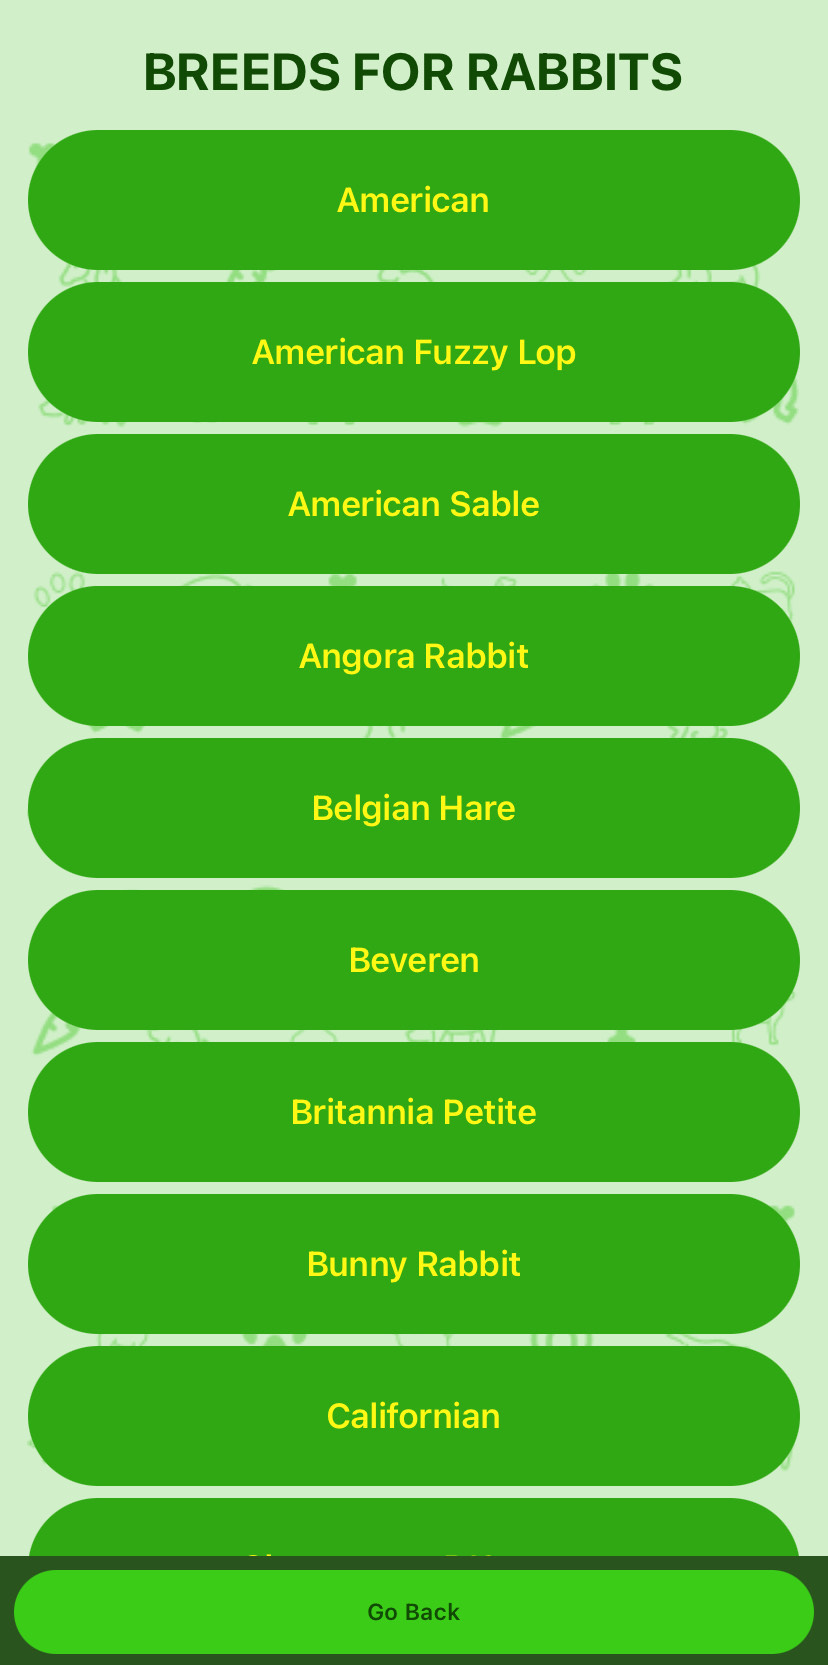 BREEDS FOR RABBITS
American
American Fuzzy Lop
American Sable
Angora Rabbit
Belgian Hare
Beveren
Britannia Petite
Bunny Rabbit
Californian
Go Back